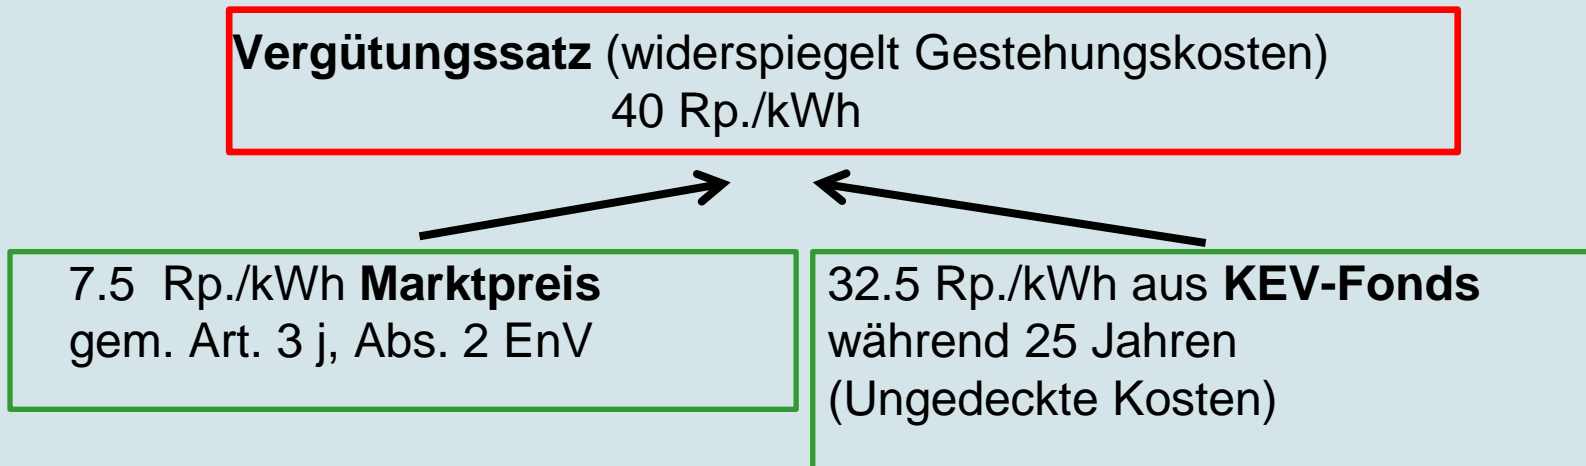 Vergütungssatz (widerspiegelt Gestehungskosten)
40 Rp./kWh
7.5 Rp./kWh Marktpreis
gem. Art. 3 j, Abs. 2 EnV
32.5 Rp./kWh aus KEV-Fonds
während 25 Jahren
(Ungedeckte Kosten)